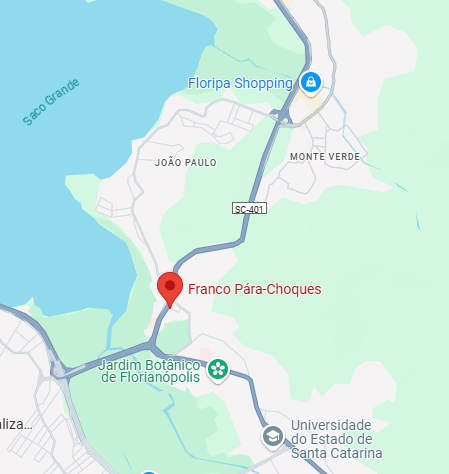 Saco Grande
Floripa Shopping
JOÃO PAULO
MONTE VERDE
SC-401
Franco Pára-Choques
Jardim Botânico
de Florianópolis
aliza...
Universidade
do Estado de
Santa Catarina